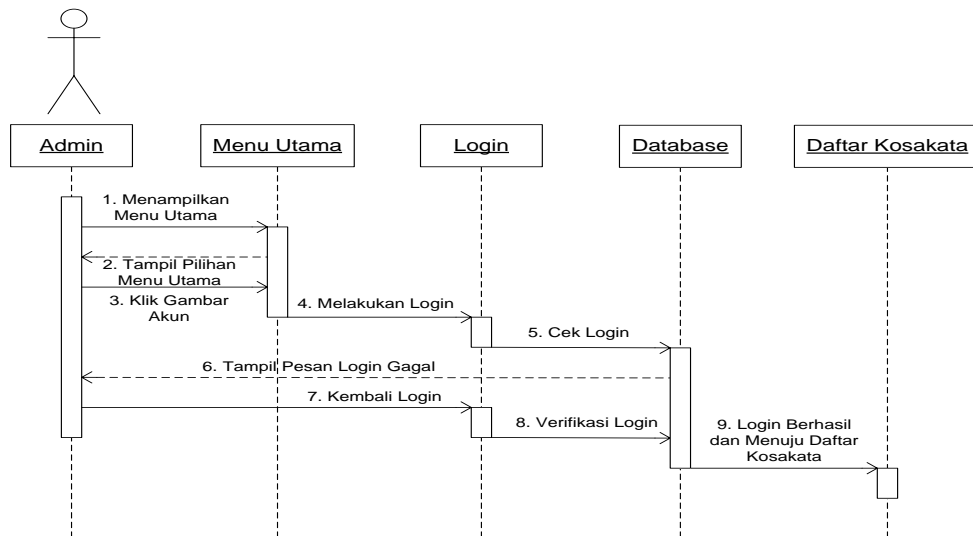 Admin
Menu Utama
Login
Database
Daftar Kosakata
1. Menampilkan
Menu Utama
2. Tampil Pilihan
Menu Utama
3. Klik Gambar
Akun
4. Melakukan Login
5. Cek Login
6. Tampil Pesan Login Gagal
7. Kembali Login
8. Verifikasi Login
9. Login Berhasil
dan Menuju Daftar
Kosakata